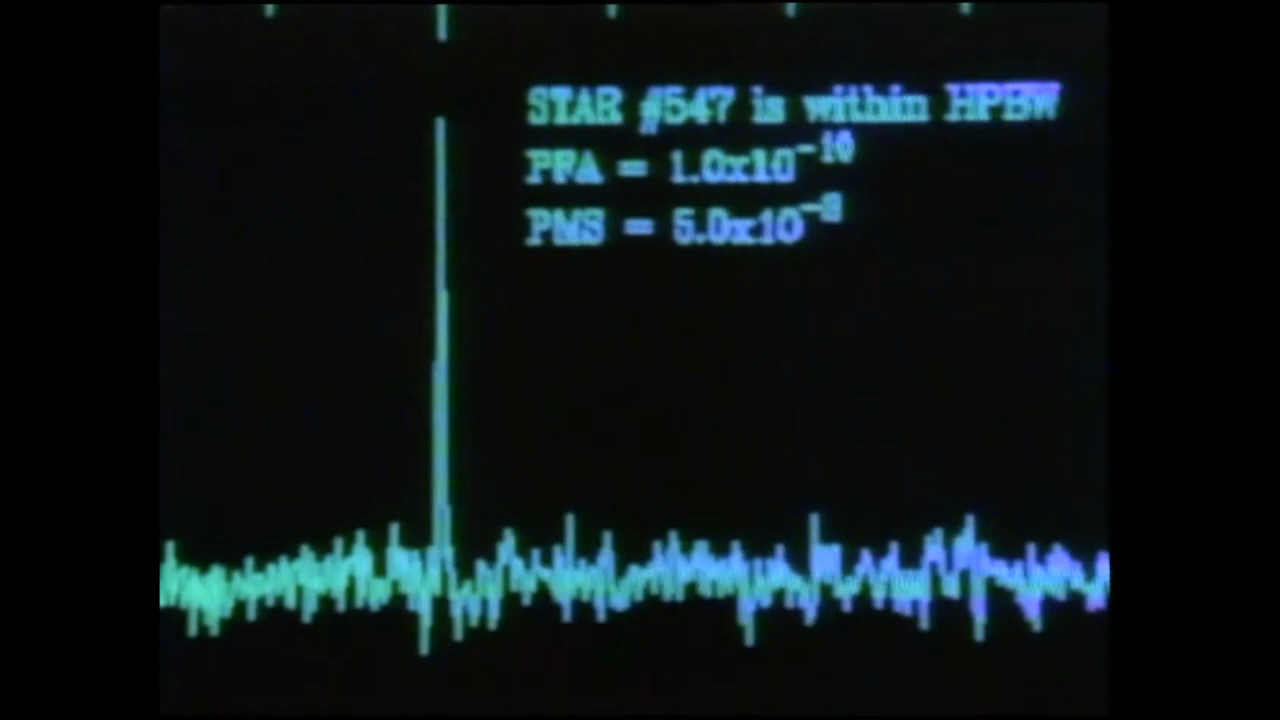 STAR #547 is within HPBW
PFA = 1.0x10⁻¹⁰
PMS = 5.0x10⁻⁸